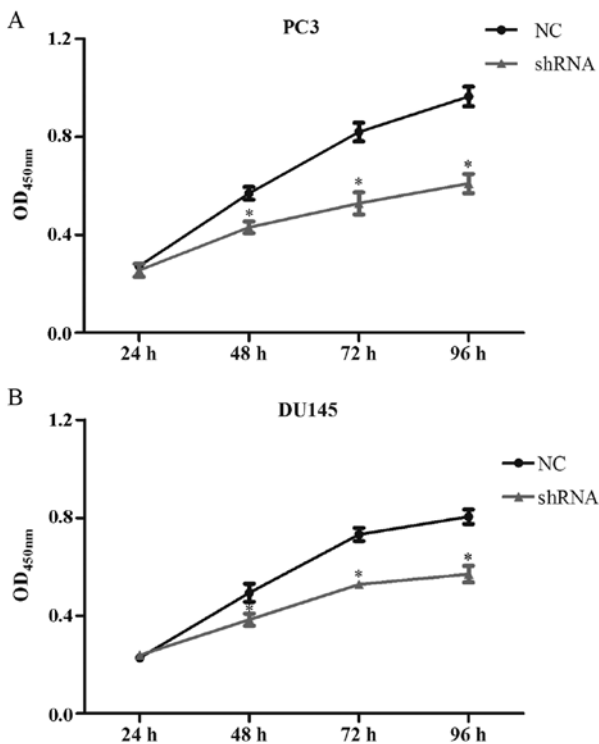 A
PC3
NC
shRNA
1.2
0.8
0.4
0.0
OD450nm
*
*
*
24 h 48 h 72 h 96 h
B
DU145
NC
shRNA
1.2
0.8
0.4
0.0
OD450nm
*
*
*
24 h 48 h 72 h 96 h